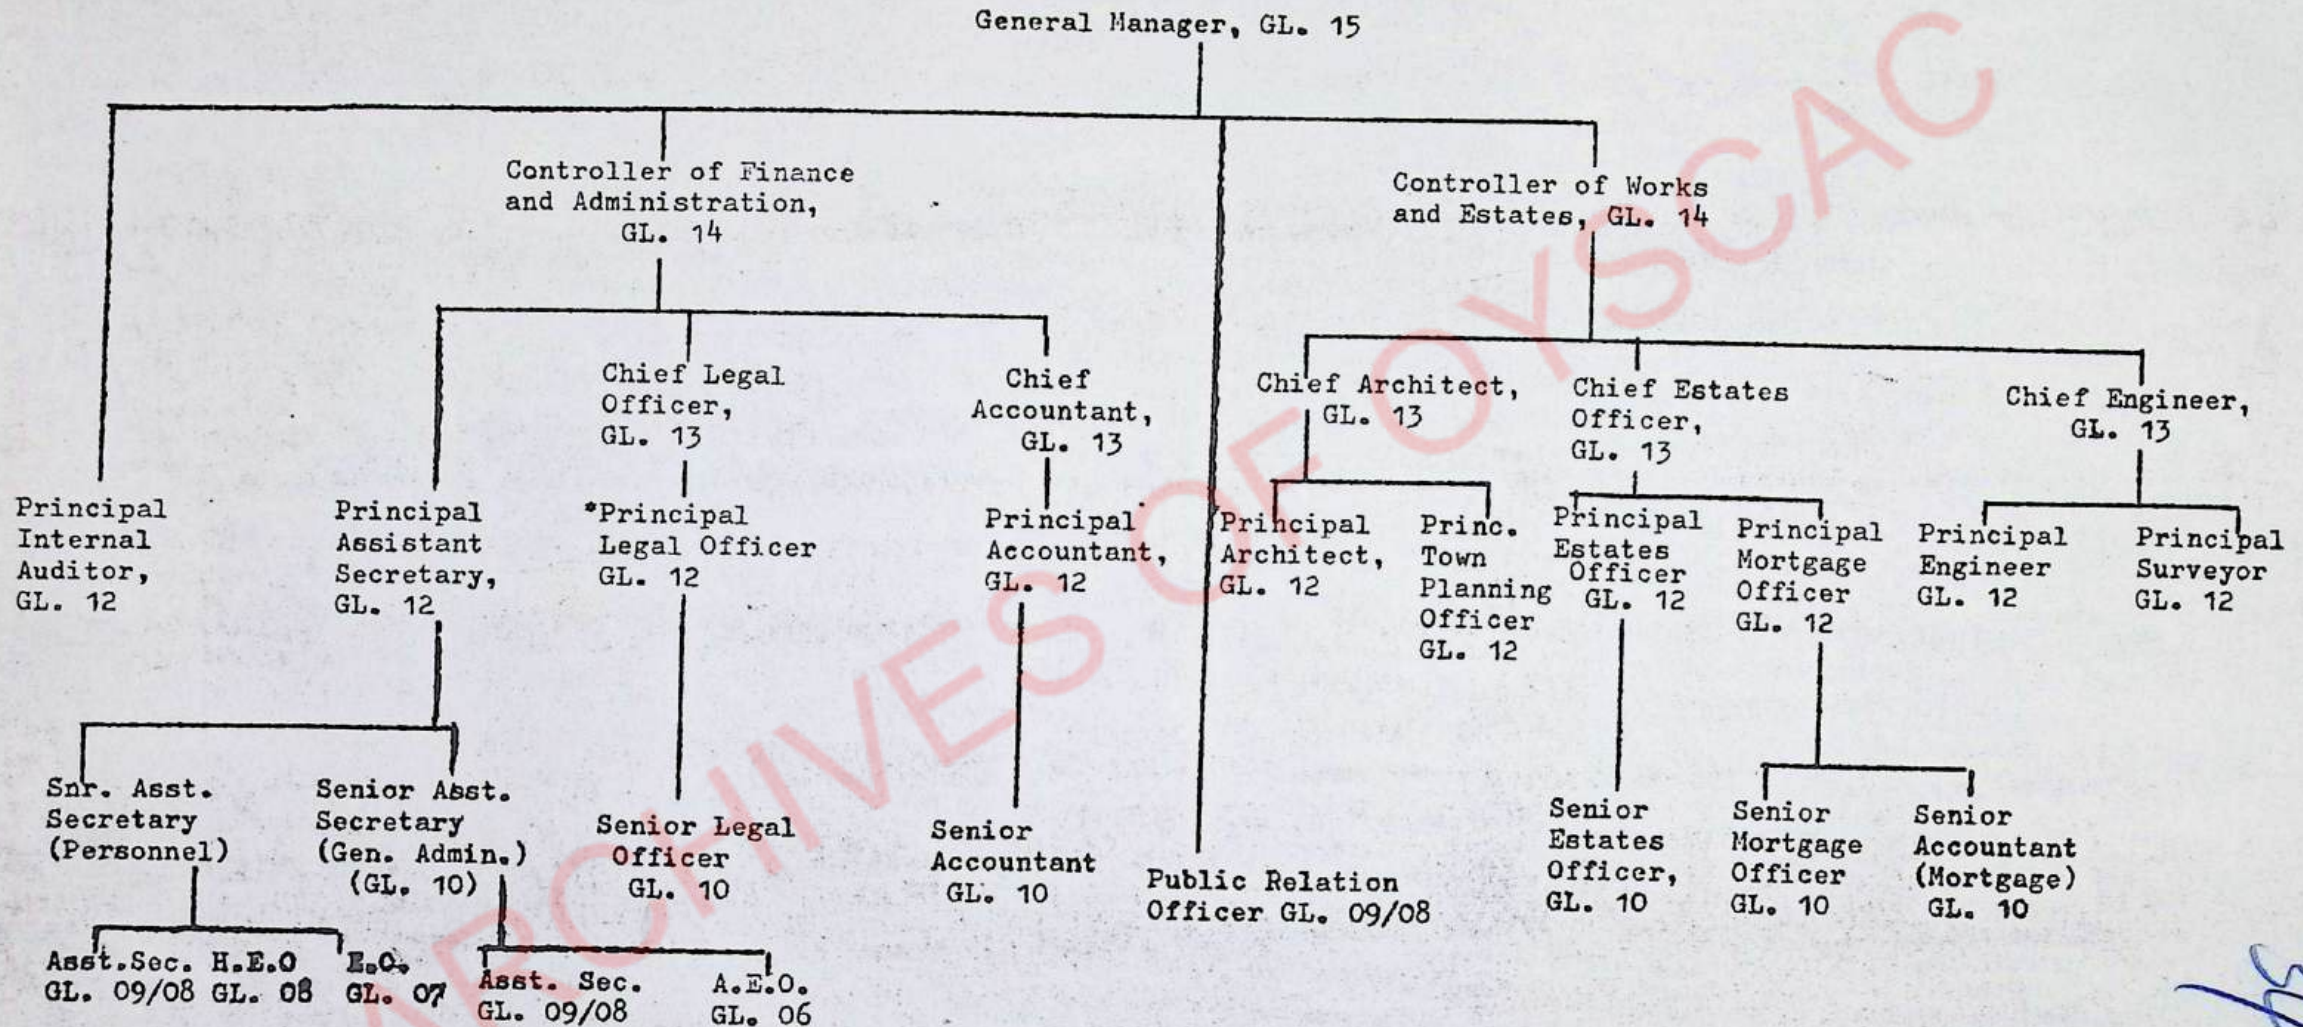 General Manager, GL. 15
Controller of Finance
and Administration,
GL. 14
Controller of Works
and Estates, GL. 14
Chief Legal
Officer,
GL. 13
Chief
Accountant,
GL. 13
Chief Architect,
GL. 13
Chief Estates
Officer,
GL. 13
Chief Engineer,
GL. 13
Principal
Internal
Auditor,
GL. 12
Principal
Assistant
Secretary,
GL. 12
*Principal
Legal Officer
GL. 12
Principal
Accountant,
GL. 12
Principal
Architect,
GL. 12
Princ.
Town
Planning
Officer
GL. 12
Principal
Estates
Officer
GL. 12
Principal
Mortgage
Officer
GL. 12
Principal
Engineer
GL. 12
Principal
Surveyor
GL. 12
Snr. Asst.
Secretary
(Personnel)
Senior Asst.
Secretary
(Gen. Admin.)
(GL. 10)
Senior Legal
Officer
GL. 10
Senior
Accountant
GL. 10
Public Relation
Officer GL. 09/08
Senior
Estates
Officer,
GL. 10
Senior
Mortgage
Officer
GL. 10
Senior
Accountant
(Mortgage)
GL. 10
Asst.Sec.
GL. 09/08
H.E.O
GL. 08
E.O.
GL. 07
Asst. Sec.
GL. 09/08
A.E.O.
GL. 06
ARCHIVES OF OYSCAC